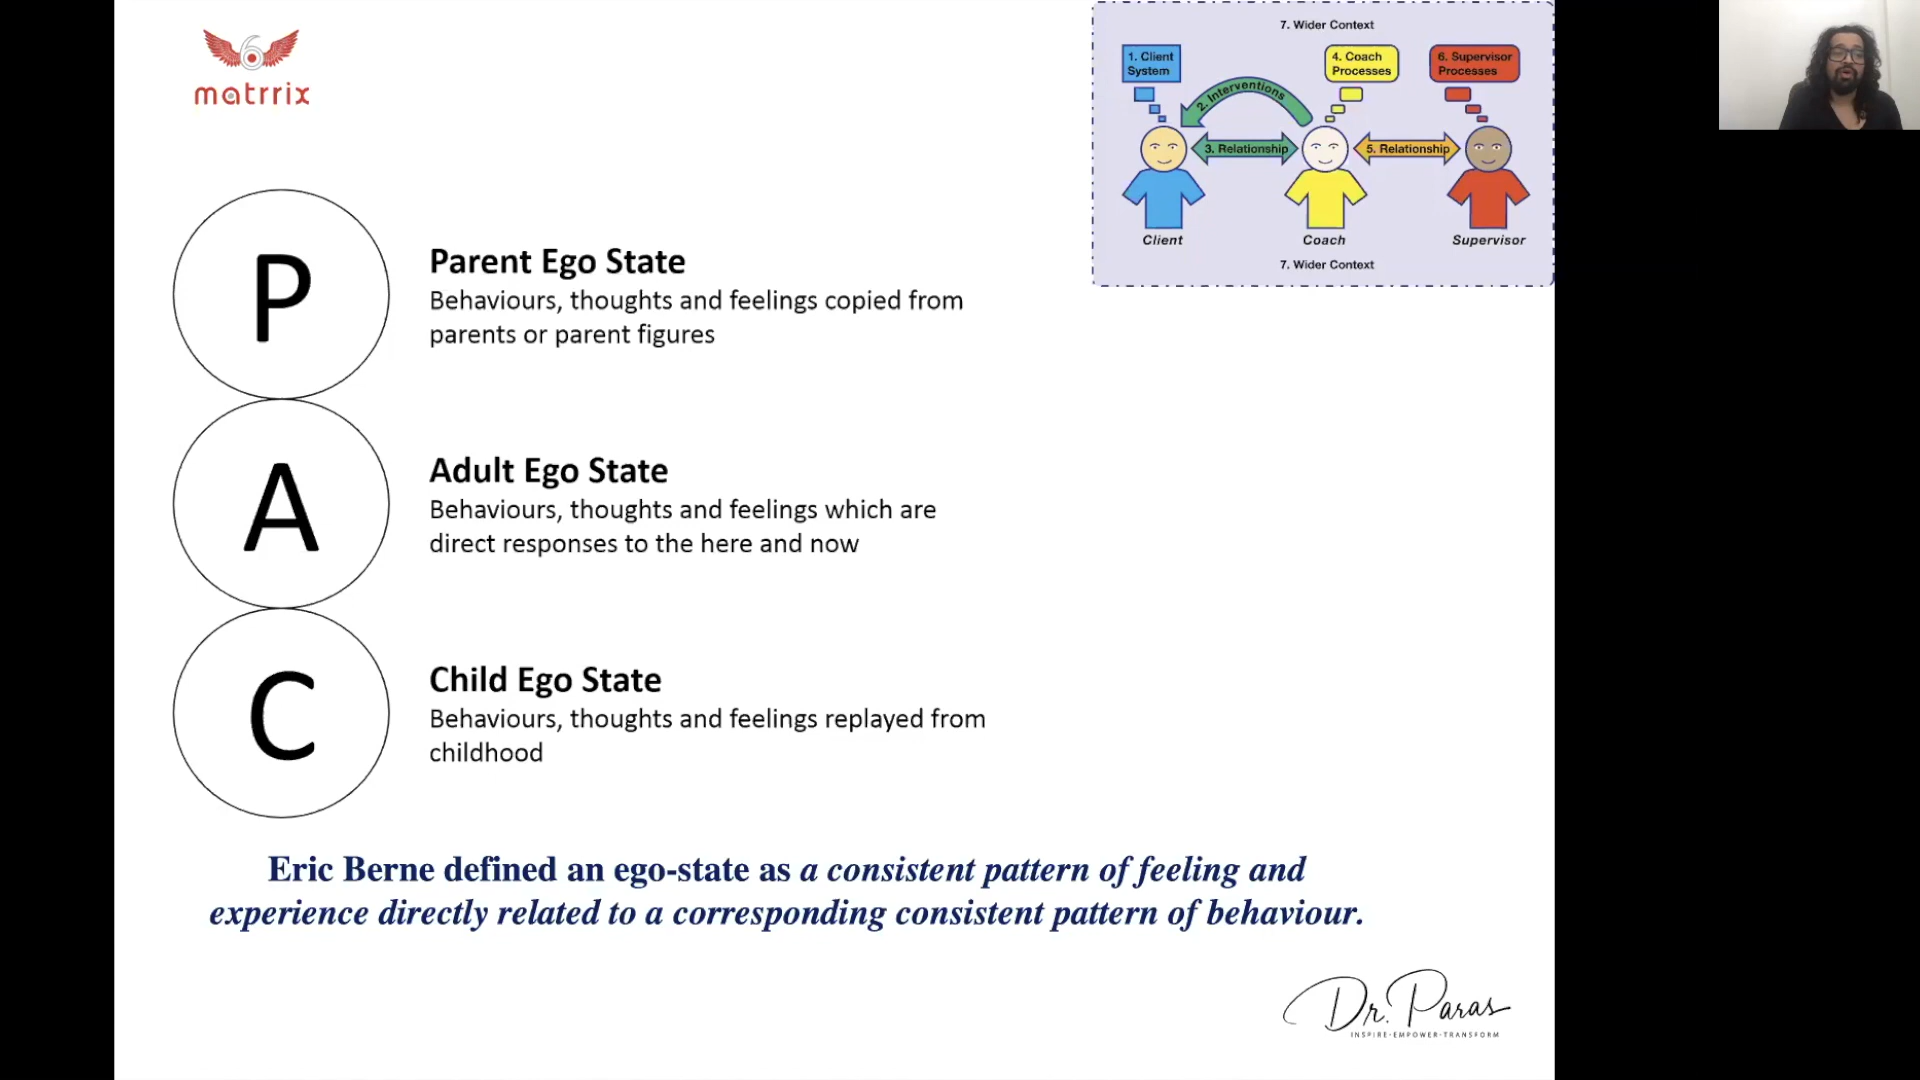 6
matrrix
7. Wider Context
1. Client
System
4. Coach
Processes
6. Supervisor
Processes
2. Interventions
3. Relationship
5. Relationship
Client
Coach
Supervisor
7. Wider Context
P
Parent Ego State
Behaviours, thoughts and feelings copied from
parents or parent figures
A
Adult Ego State
Behaviours, thoughts and feelings which are
direct responses to the here and now
C
Child Ego State
Behaviours, thoughts and feelings replayed from
childhood
Eric Berne defined an ego-state as a consistent pattern of feeling and
experience directly related to a corresponding consistent pattern of behaviour.
Dr. Paras
INSPIRE·EMPOWER·TRANSFORM